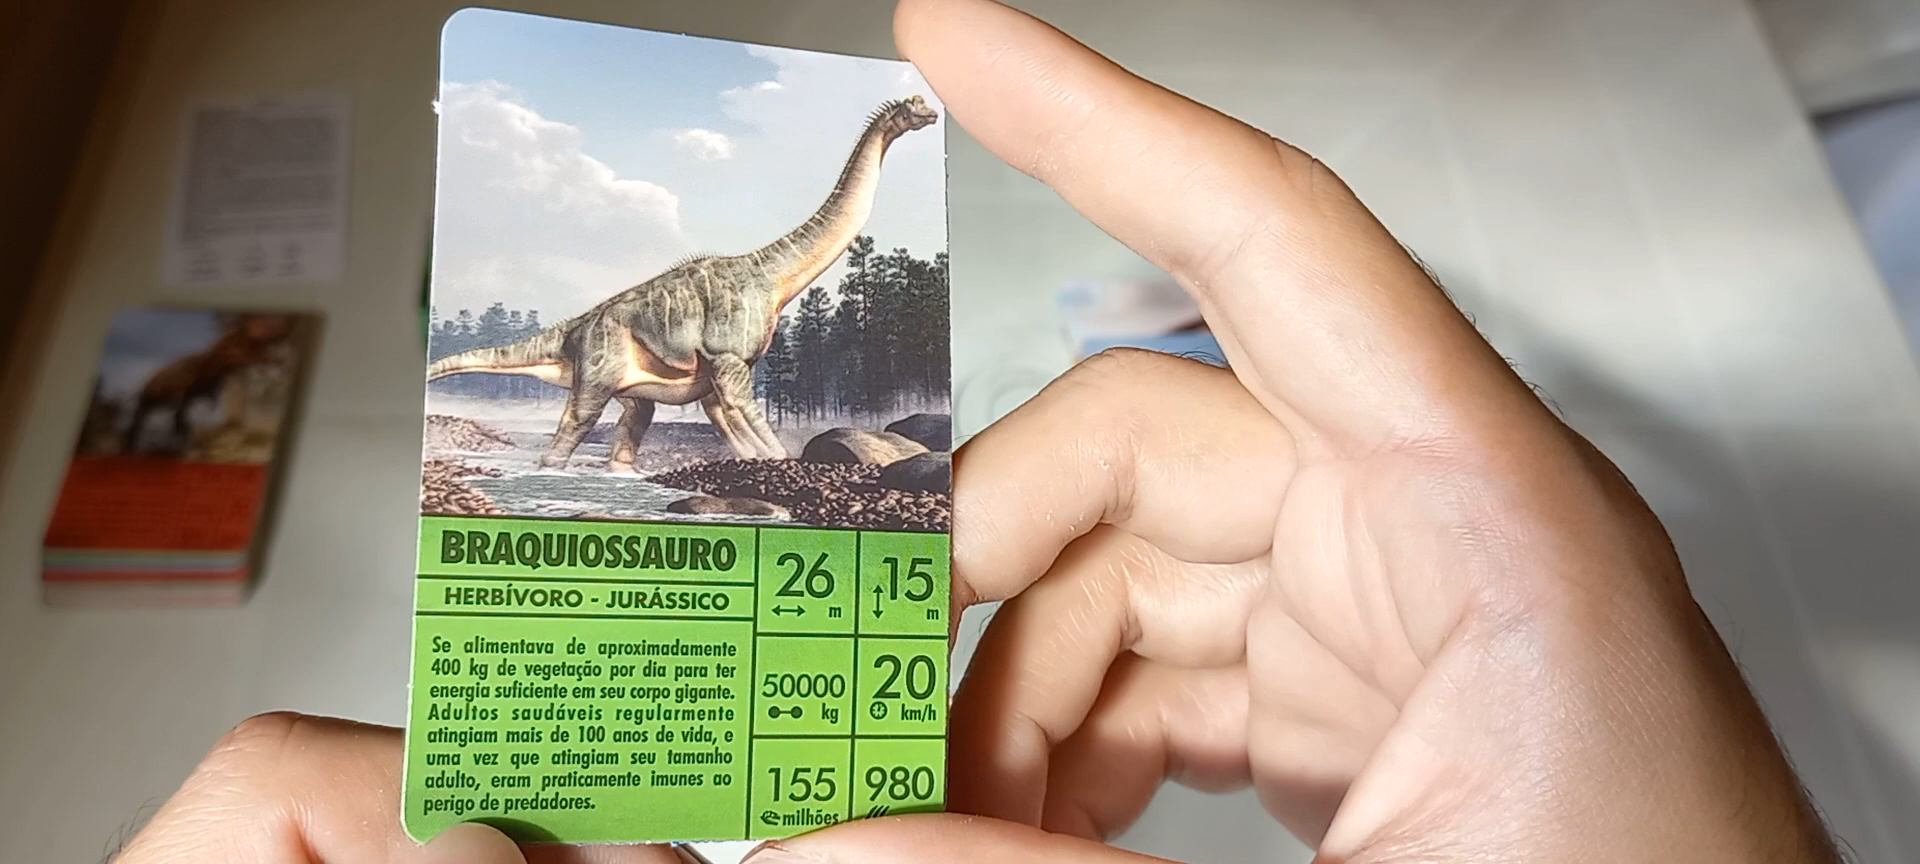 BRAQUIOSSAURO
HERBÍVORO - JURÁSSICO
Se alimentava de aproximadamente
400 kg de vegetação por dia para ter
energia suficiente em seu corpo gigante.
Adultos saudáveis regularmente
atingiam mais de 100 anos de vida, e
uma vez que atingiam seu tamanho
adulto, eram praticamente imunes ao
perigo de predadores.
26
m
15
m
50000
kg
20
km/h
155
milhões
980